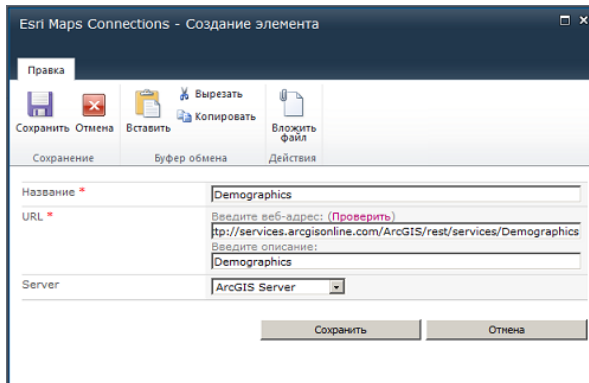 Esri Maps Connections - Создание элемента
Правка
Сохранить Отмена Вставить Вырезать Копировать Вложить файл
Сохранение Буфер обмена Действия
Название * Demographics
URL * Введите веб-адрес: (Проверить)
ttp://services.arcgisonline.com/ArcGIS/rest/services/Demographics
Введите описание:
Demographics
Server ArcGIS Server
Сохранить Отмена